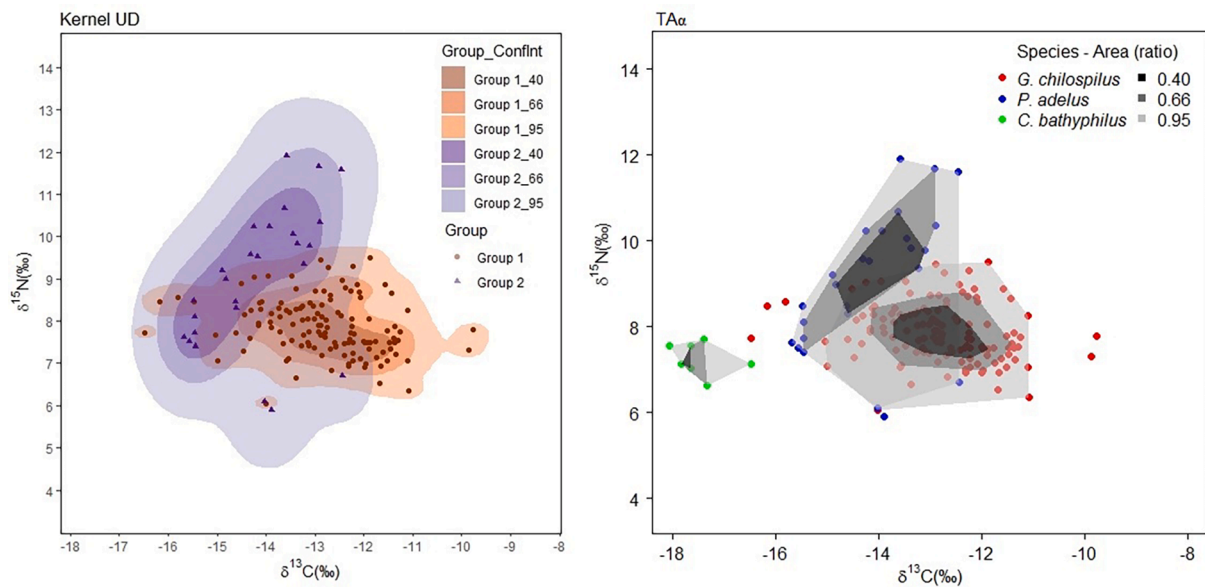 Kernel UD
14
13
12
11
10
9
8
7
6
5
4
δ¹⁵N(‰)
-18 -17 -16 -15 -14 -13 -12 -11 -10 -9 -8
δ¹³C(‰)
Group_ConfInt
Group 1_40
Group 1_66
Group 1_95
Group 2_40
Group 2_66
Group 2_95
Group
Group 1
Group 2
TAα
14
12
10
8
6
4
δ¹⁵N(‰)
-18 -16 -14 -12 -10 -8
δ¹³C(‰)
Species - Area (ratio)
G. chilospilus 0.40
P. adelus 0.66
C. bathyphilus 0.95